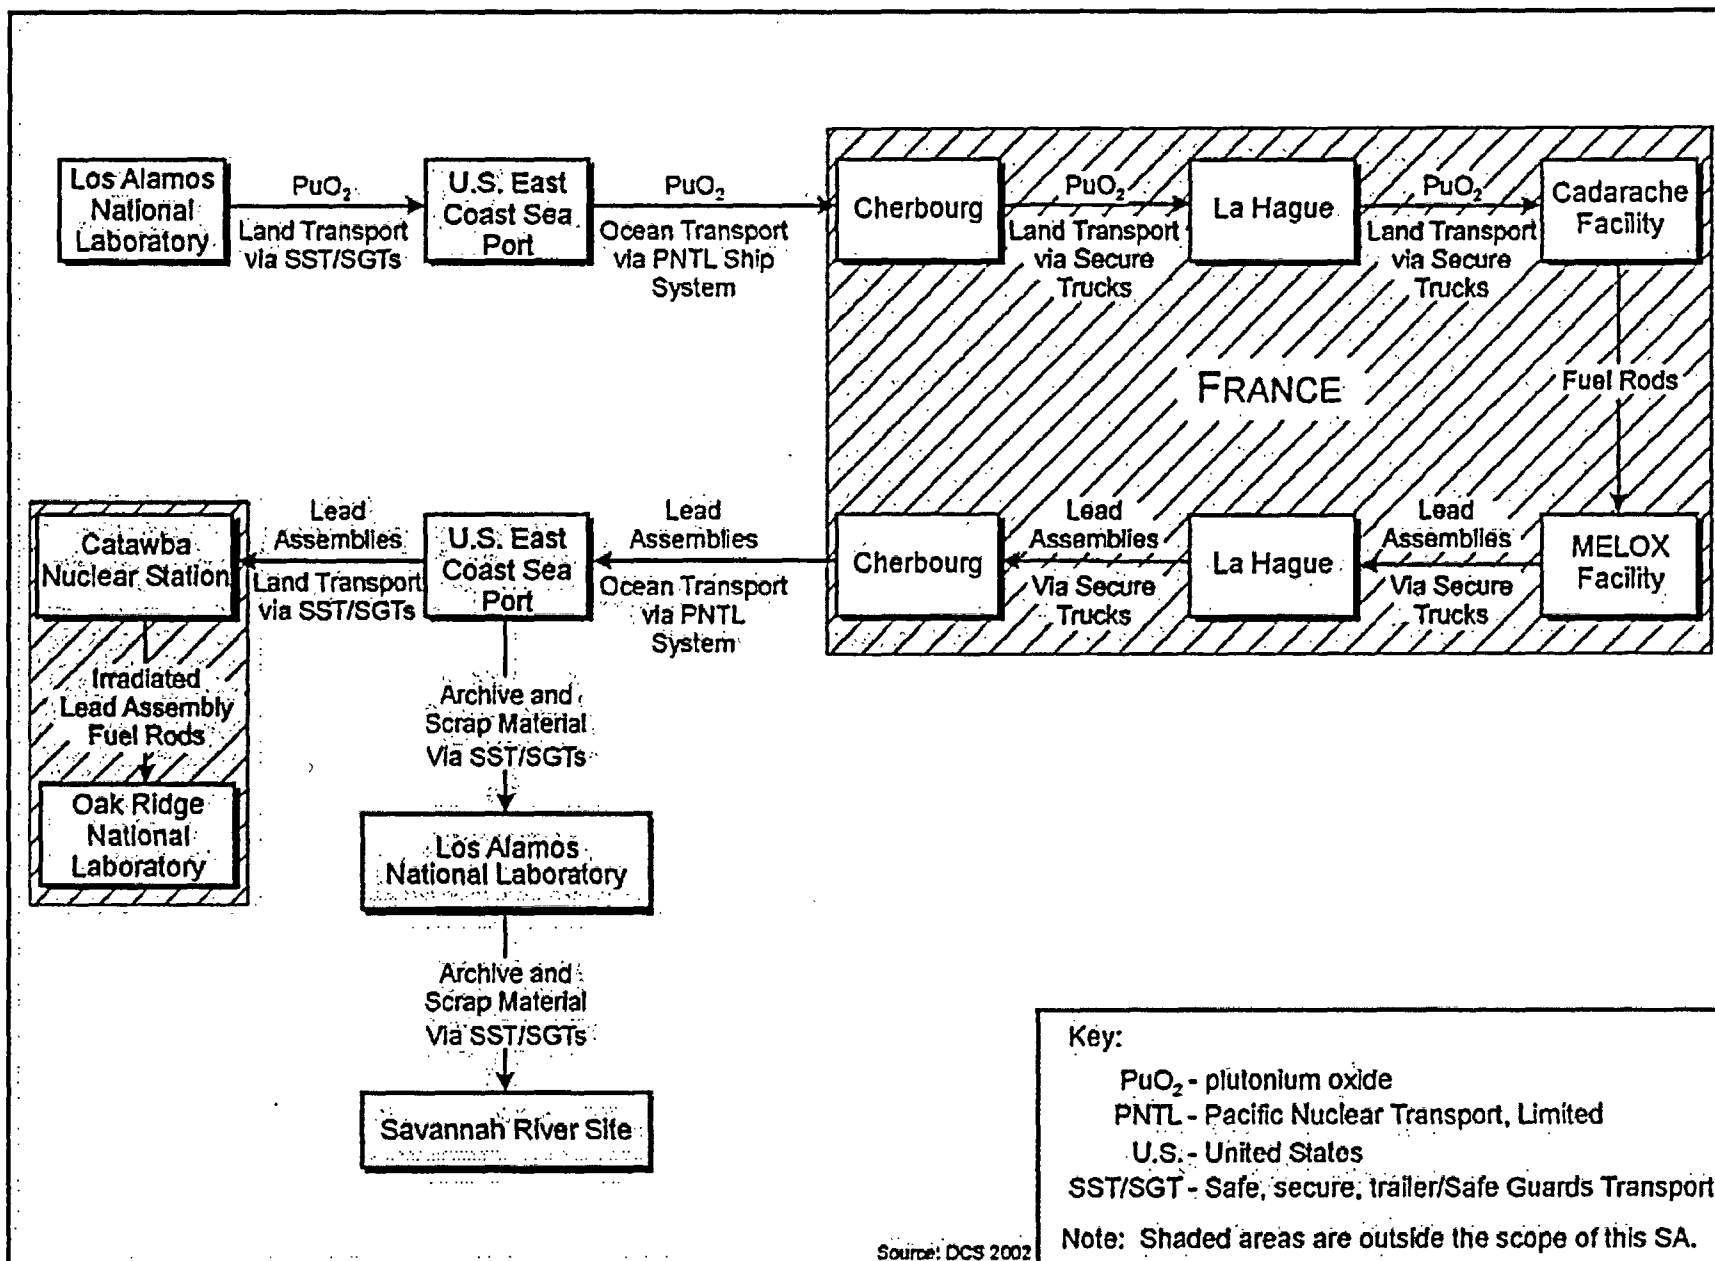 Los Alamos
National
Laboratory
PuO₂
Land Transport
via SST/SGTs
U.S. East
Coast Sea
Port
PuO₂
Ocean Transport
via PNTL Ship
System
Cherbourg
PuO₂
Land Transport
via Secure
Trucks
La Hague
PuO₂
Land Transport
via Secure
Trucks
Cadarache
Facility
FRANCE
Fuel Rods
Catawba
Nuclear Station
Lead
Assemblies
Land Transport
via SST/SGTs
U.S. East
Coast Sea
Port
Lead
Assemblies
Ocean Transport
via PNTL
System
Cherbourg
Lead
Assemblies
Via Secure
Trucks
La Hague
Lead
Assemblies
Via Secure
Trucks
MELOX
Facility
Irradiated
Lead Assembly
Fuel Rods
Oak Ridge
National
Laboratory
Archive and
Scrap Material
Via SST/SGTs
Los Alamos
National Laboratory
Archive and
Scrap Material
Via SST/SGTs
Savannah River Site
Key:
PuO₂ - plutonium oxide
PNTL - Pacific Nuclear Transport, Limited
U.S. - United States
SST/SGT - Safe, secure, trailer/Safe Guards Transport
Note: Shaded areas are outside the scope of this SA.
Source: DCS 2002